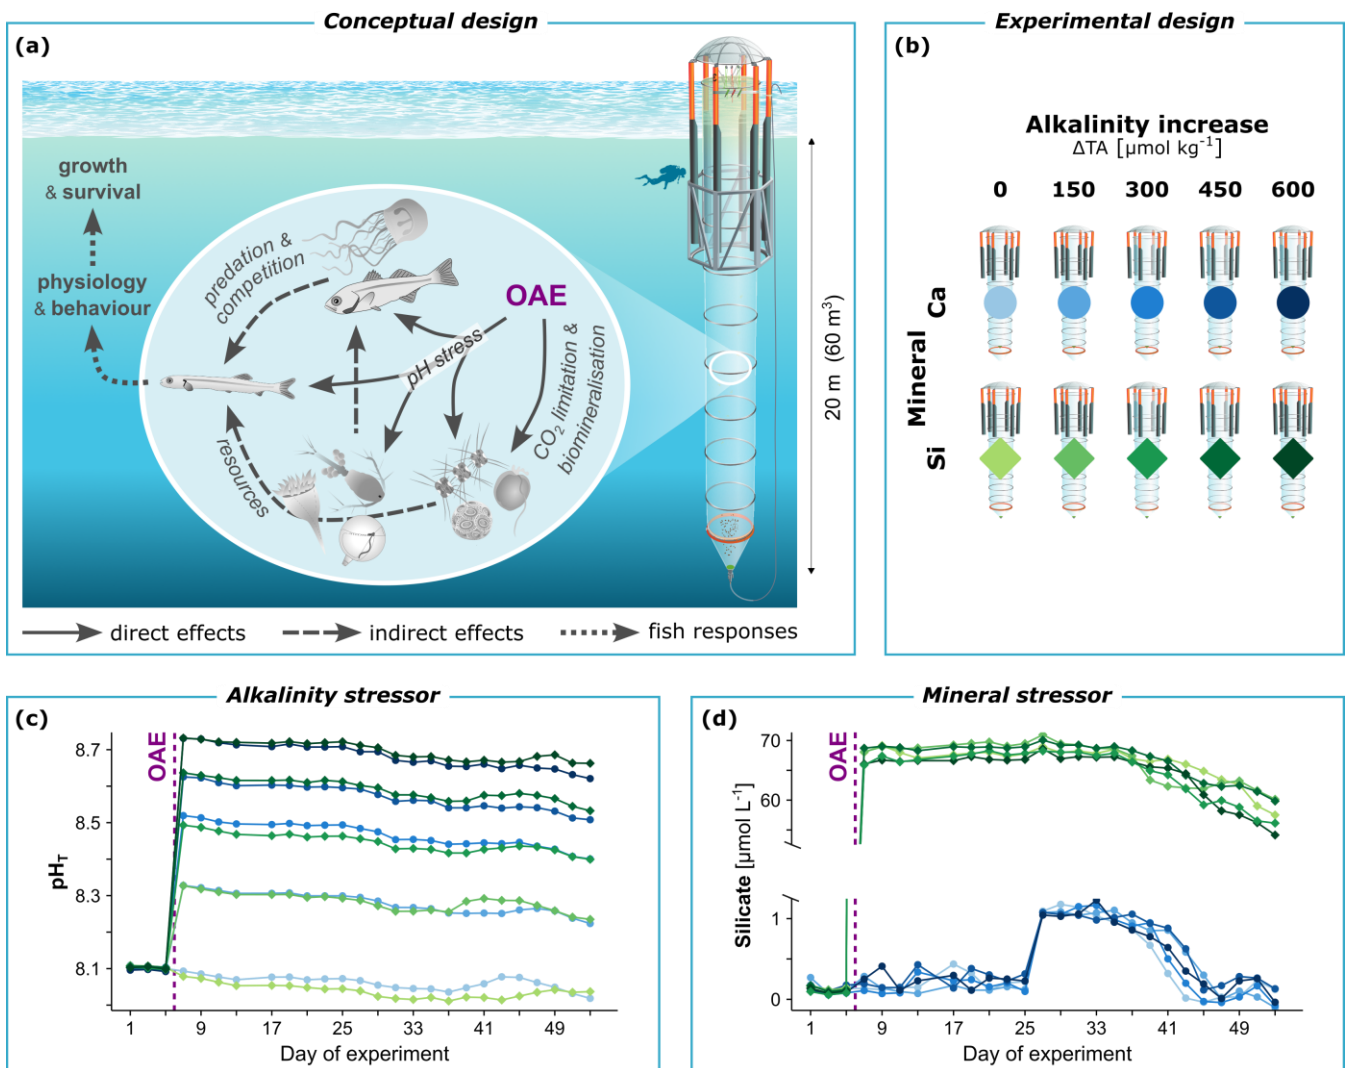 Conceptual design
(a)
growth
& survival
physiology
& behaviour
predation &
competition
OAE
pH stress
CO2 limitation &
biomineralisation
resources
20 m (60 m³)
direct effects
indirect effects
fish responses
Experimental design
(b)
Alkalinity increase
ΔTA [µmol kg⁻¹]
0 150 300 450 600
Mineral
Ca
Si
Alkalinity stressor
(c)
OAE
pHT
8.7
8.5
8.3
8.1
1 9 17 25 33 41 49
Day of experiment
Mineral stressor
(d)
OAE
Silicate [µmol L⁻¹]
70
60
1
0
1 9 17 25 33 41 49
Day of experiment